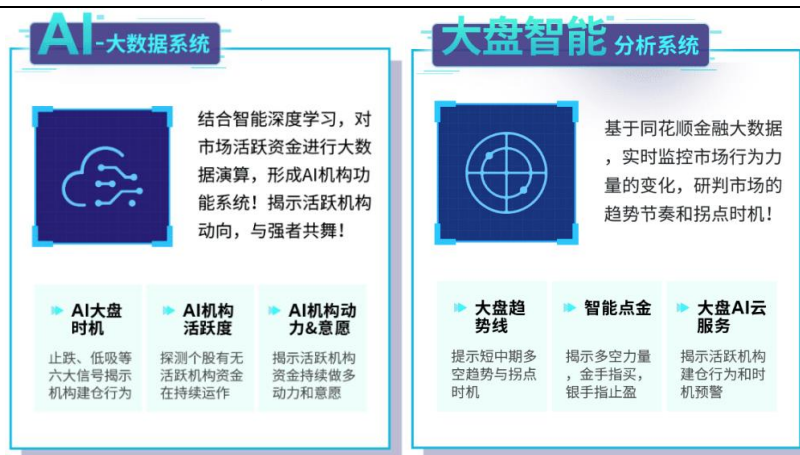 AI-大数据系统
结合智能深度学习，对
市场活跃资金进行大数
据演算，形成AI机构功
能系统！揭示活跃机构
动向，与强者共舞！
AI大盘
时机
止跌、低吸等
六大信号揭示
机构建仓行为
AI机构
活跃度
探测个股有无
活跃机构资金
在持续运作
AI机构动
力&意愿
揭示活跃机构
资金持续做多
动力和意愿
大盘智能 分析系统
基于同花顺金融大数据
，实时监控市场行为力
量的变化，研判市场的
趋势节奏和拐点时机！
大盘趋
势线
提示短中期多
空趋势与拐点
时机
智能点金
揭示多空力量
，金手指买，
银手指止盈
大盘AI云
服务
揭示活跃机构
建仓行为和时
机预警